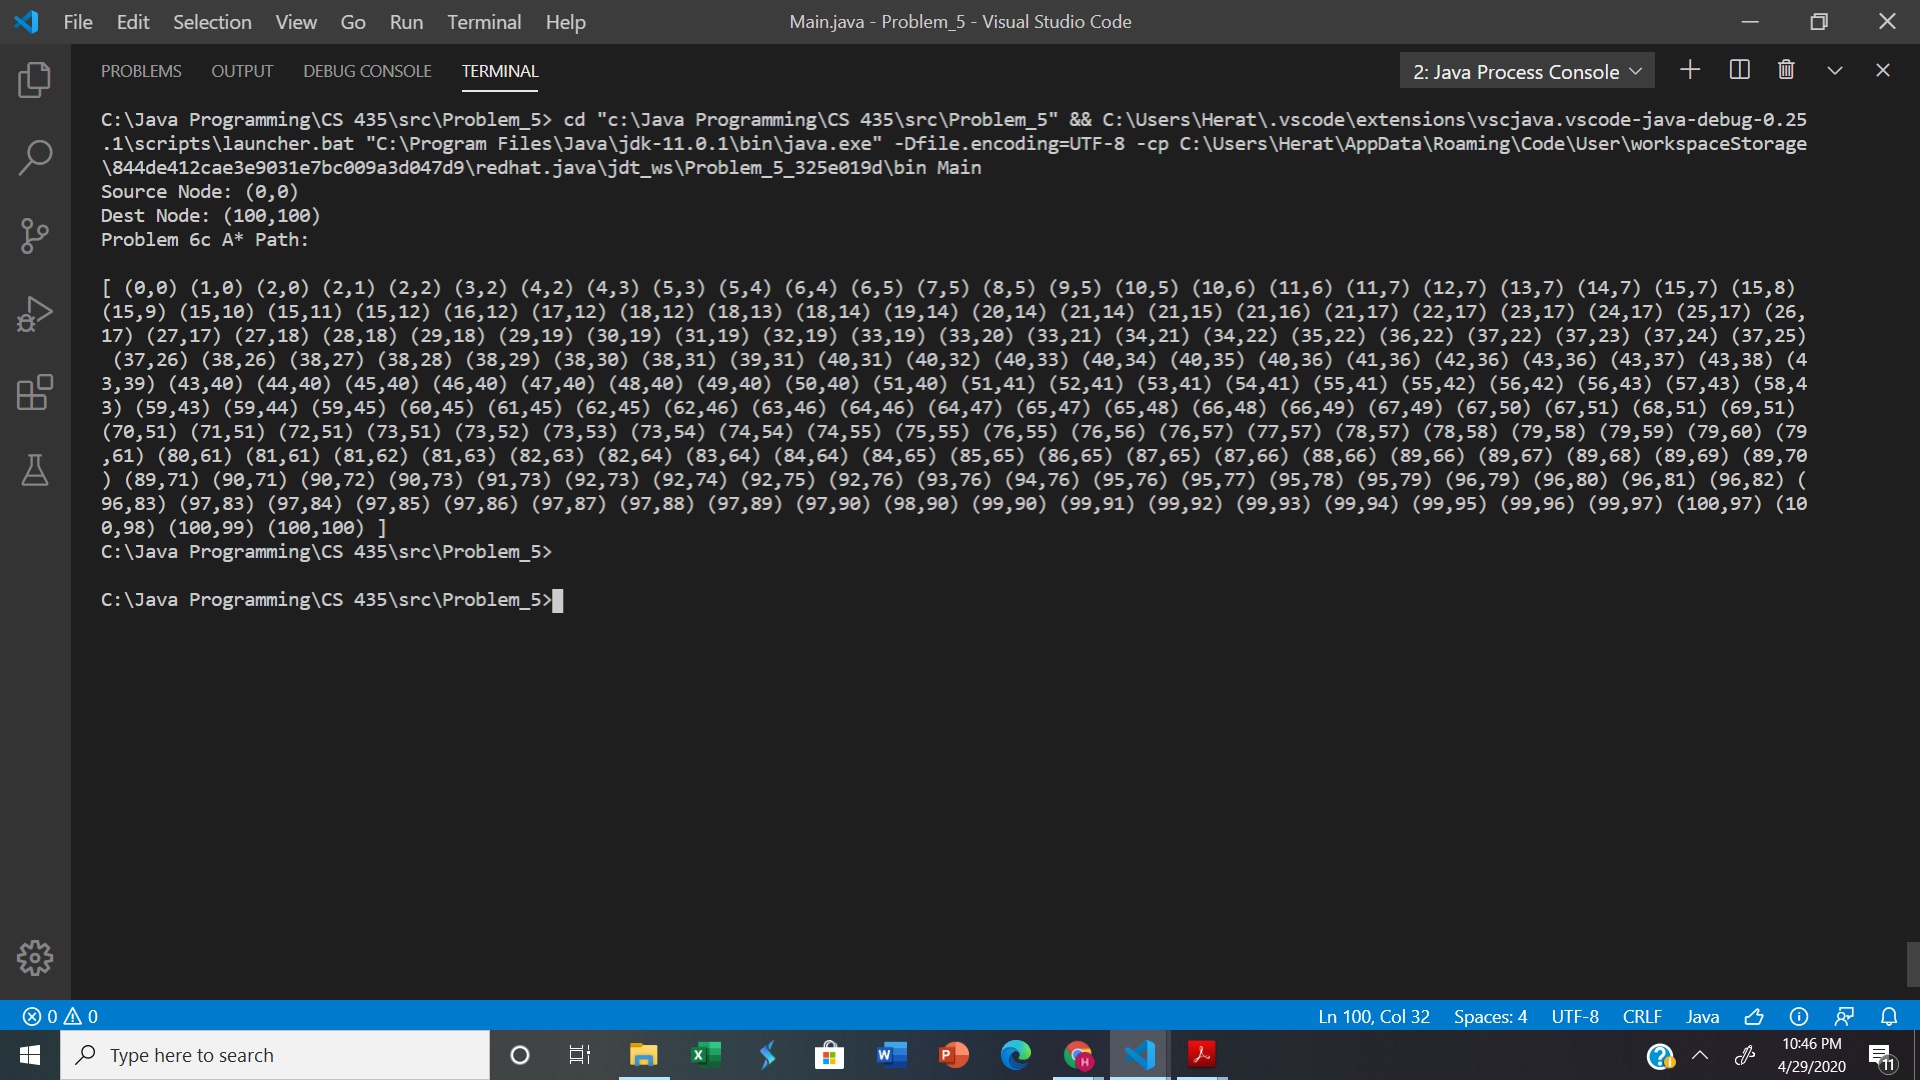 File Edit Selection View Go Run Terminal Help Main.java - Problem_5 - Visual Studio Code
PROBLEMS OUTPUT DEBUG CONSOLE TERMINAL 2: Java Process Console
C:\Java Programming\CS 435\src\Problem_5> cd "c:\Java Programming\CS 435\src\Problem_5" && C:\Users\Herat\.vscode\extensions\vscjava.vscode-java-debug-0.25
.1\scripts\launcher.bat "C:\Program Files\Java\jdk-11.0.1\bin\java.exe" -Dfile.encoding=UTF-8 -cp C:\Users\Herat\AppData\Roaming\Code\User\workspaceStorage
\844de412cae3e9031e7bc009a3d047d9\redhat.java\jdt_ws\Problem_5_325e019d\bin Main
Source Node: (0,0)
Dest Node: (100,100)
Problem 6c A* Path:
[ (0,0) (1,0) (2,0) (2,1) (2,2) (3,2) (4,2) (4,3) (5,3) (5,4) (6,4) (6,5) (7,5) (8,5) (9,5) (10,5) (10,6) (11,6) (11,7) (12,7) (13,7) (14,7) (15,7) (15,8)
(15,9) (15,10) (15,11) (15,12) (16,12) (17,12) (18,12) (18,13) (18,14) (19,14) (20,14) (21,14) (21,15) (21,16) (21,17) (22,17) (23,17) (24,17) (25,17) (26,
17) (27,17) (27,18) (28,18) (29,18) (29,19) (30,19) (31,19) (32,19) (33,19) (33,20) (33,21) (34,21) (34,22) (35,22) (36,22) (37,22) (37,23) (37,24) (37,25)
(37,26) (38,26) (38,27) (38,28) (38,29) (38,30) (38,31) (39,31) (40,31) (40,32) (40,33) (40,34) (40,35) (40,36) (41,36) (42,36) (43,36) (43,37) (43,38) (4
3,39) (43,40) (44,40) (45,40) (46,40) (47,40) (48,40) (49,40) (50,40) (51,40) (51,41) (52,41) (53,41) (54,41) (55,41) (55,42) (56,42) (56,43) (57,43) (58,4
3) (59,43) (59,44) (59,45) (60,45) (61,45) (62,45) (62,46) (63,46) (64,46) (64,47) (65,47) (65,48) (66,48) (66,49) (67,49) (67,50) (67,51) (68,51) (69,51)
(70,51) (71,51) (72,51) (73,51) (73,52) (73,53) (73,54) (74,54) (74,55) (75,55) (76,55) (76,56) (76,57) (77,57) (78,57) (78,58) (79,58) (79,59) (79,60) (79
,61) (80,61) (81,61) (81,62) (81,63) (82,63) (82,64) (83,64) (84,64) (84,65) (85,65) (86,65) (87,65) (87,66) (88,66) (89,66) (89,67) (89,68) (89,69) (89,70
) (89,71) (90,71) (90,72) (90,73) (91,73) (92,73) (92,74) (92,75) (92,76) (93,76) (94,76) (95,76) (95,77) (95,78) (95,79) (96,79) (96,80) (96,81) (96,82) (
96,83) (97,83) (97,84) (97,85) (97,86) (97,87) (97,88) (97,89) (97,90) (98,90) (99,90) (99,91) (99,92) (99,93) (99,94) (99,95) (99,96) (99,97) (100,97) (10
0,98) (100,99) (100,100) ]
C:\Java Programming\CS 435\src\Problem_5>
C:\Java Programming\CS 435\src\Problem_5>
0 0 Ln 100, Col 32 Spaces: 4 UTF-8 CRLF Java
Type here to search
10:46 PM
4/29/2020
11